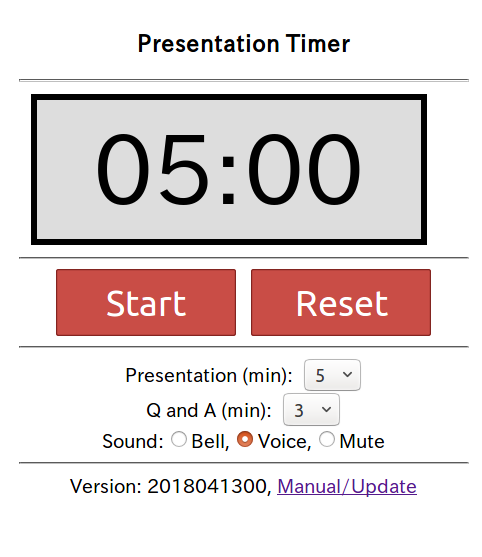 Presentation Timer
05:00
Start Reset
Presentation (min): 5
Q and A (min): 3
Sound: Bell, Voice, Mute
Version: 2018041300, Manual/Update